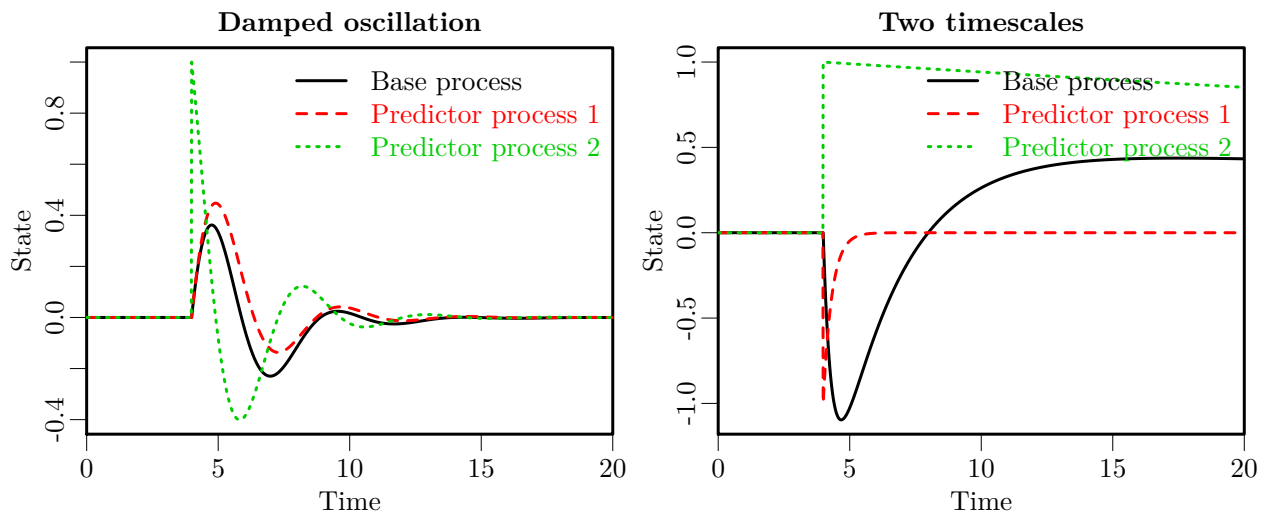 Damped oscillation
State
0.8
0.4
0.0
-0.4
Base process
Predictor process 1
Predictor process 2
0 5 10 15 20
Time
Two timescales
State
1.0
0.5
0.0
-0.5
-1.0
Base process
Predictor process 1
Predictor process 2
0 5 10 15 20
Time